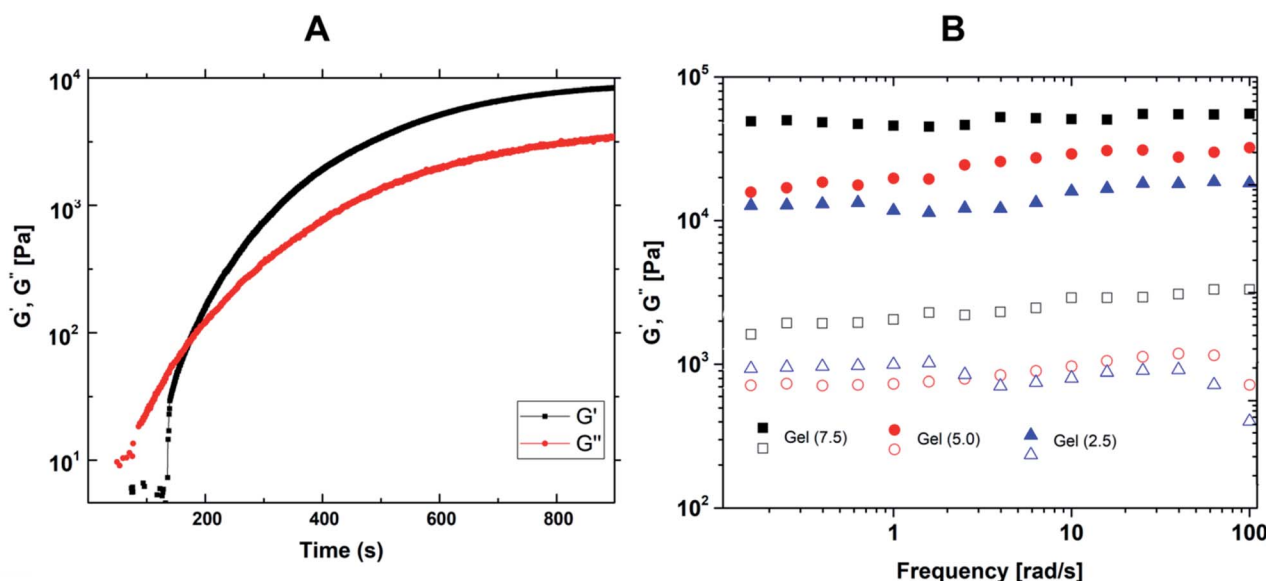 A
B
10⁴
10³
10²
10¹
G', G'' [Pa]
200
400
600
800
Time (s)
G'
G''
10⁵
10⁴
10³
10²
G', G'' [Pa]
1
10
100
Frequency [rad/s]
Gel (7.5)
Gel (5.0)
Gel (2.5)